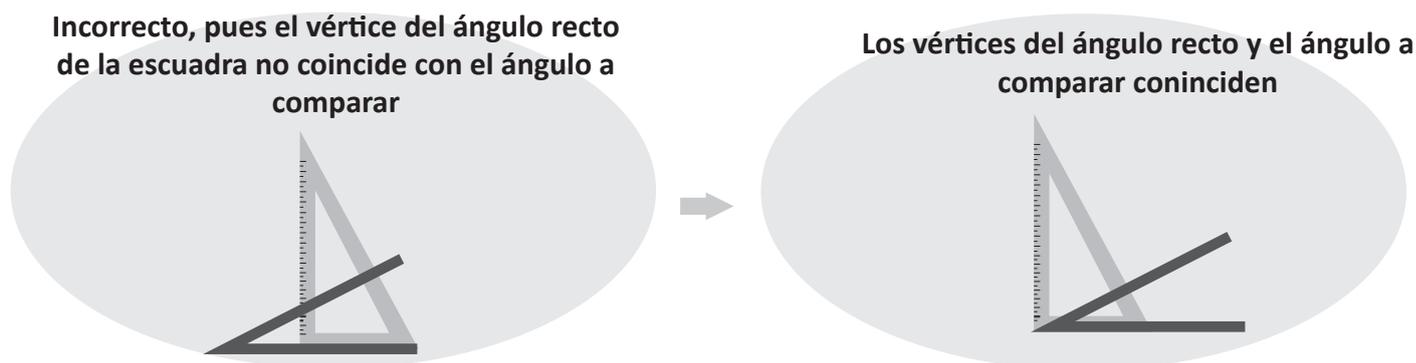 Incorrecto, pues el vértice del ángulo recto
de la escuadra no coincide con el ángulo a
comparar
Los vértices del ángulo recto y el ángulo a
comparar coninciden